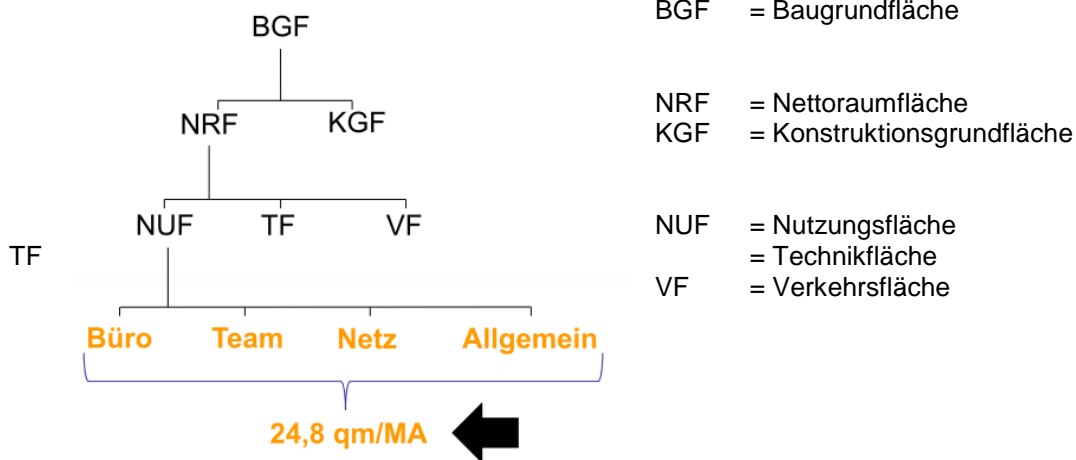 BGF
NRF KGF
NUF TF VF
TF
Büro Team Netz Allgemein
24,8 qm/MA
BGF = Baugrundfläche
NRF = Nettoraumfläche
KGF = Konstruktionsgrundfläche
NUF = Nutzungsfläche
= Technikfläche
VF = Verkehrsfläche